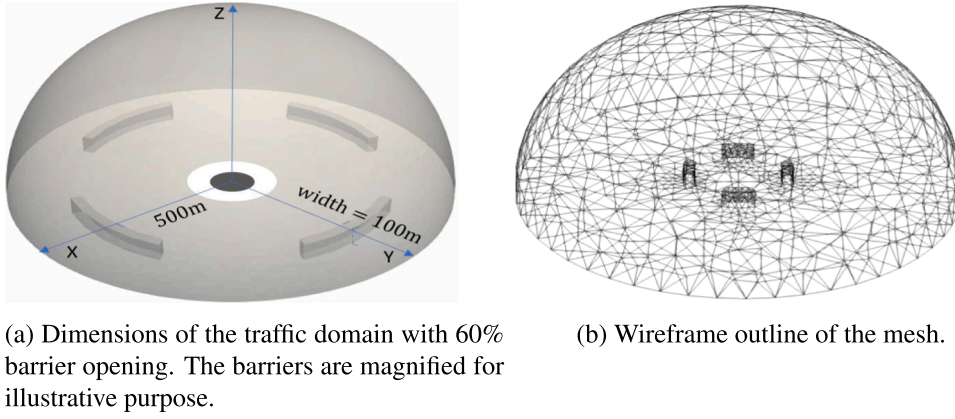 Z
500m
width = 100m
X
Y
(a) Dimensions of the traffic domain with 60%
barrier opening. The barriers are magnified for
illustrative purpose.
(b) Wireframe outline of the mesh.